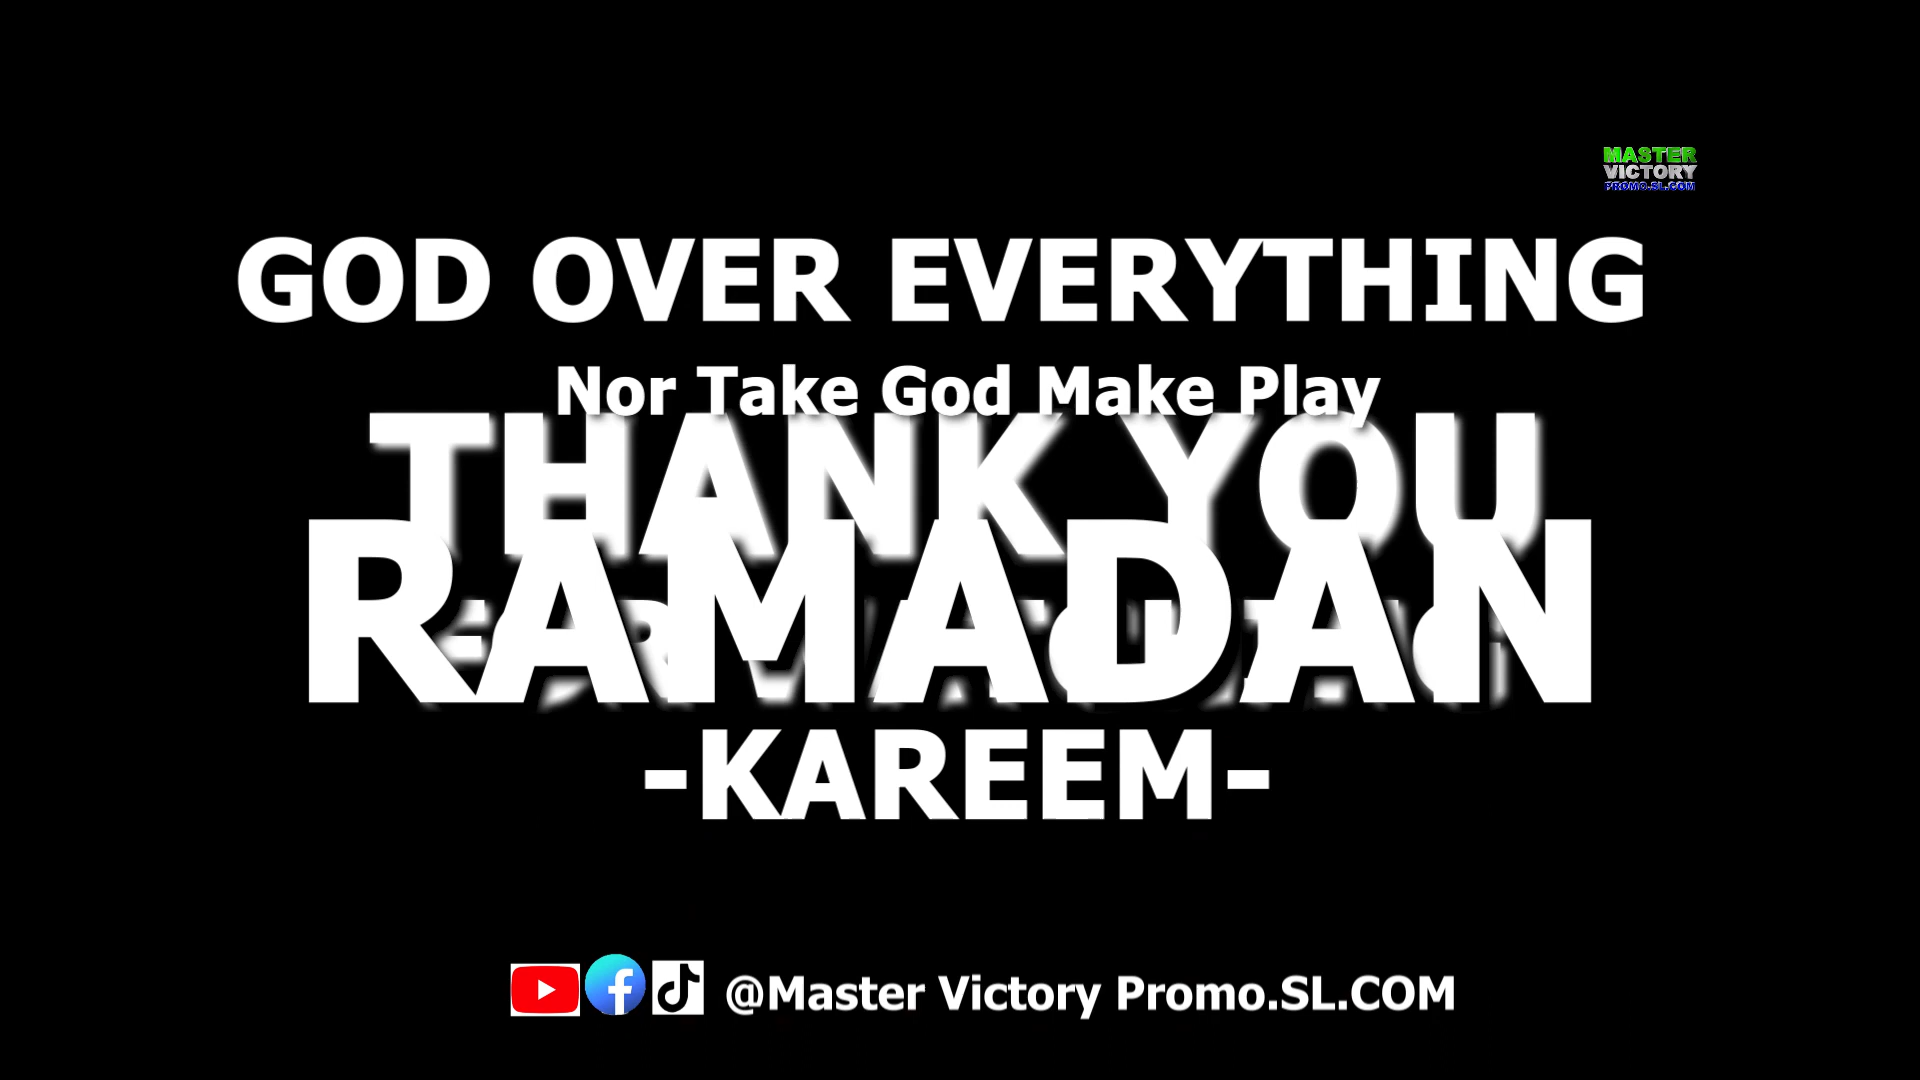 MASTER
VICTORY
PROMO.SL.COM
GOD OVER EVERYTHING
Nor Take God Make Play
THANK YOU
RAMADAN
-KAREEM-
@Master Victory Promo.SL.COM